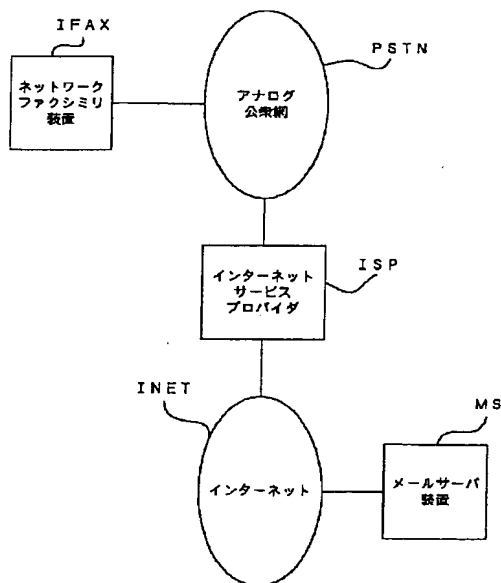 IFAX
ネットワーク
ファクシミリ
装置
アナログ
公衆網
PSTN
インターネット
サービス
プロバイダ
ISP
INET
インターネット
MS
メールサーバ
装置